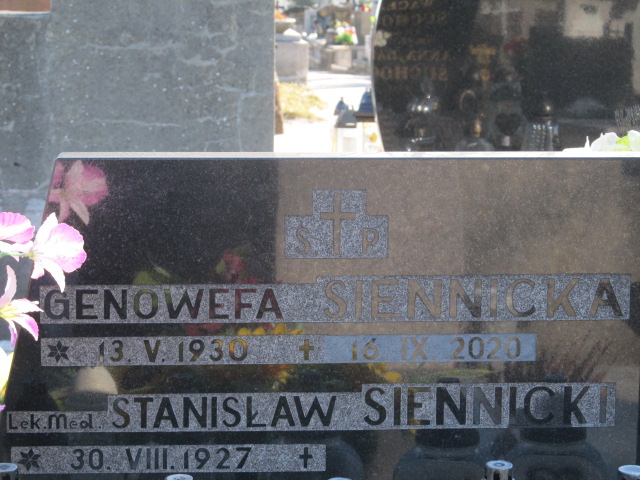 S P
GENOWEFA SIENNICKA
* 13. V. 1930 + 16. IX. 2020
Lek. Med. STANISŁAW SIENNICKI
* 30. VIII. 1927 +